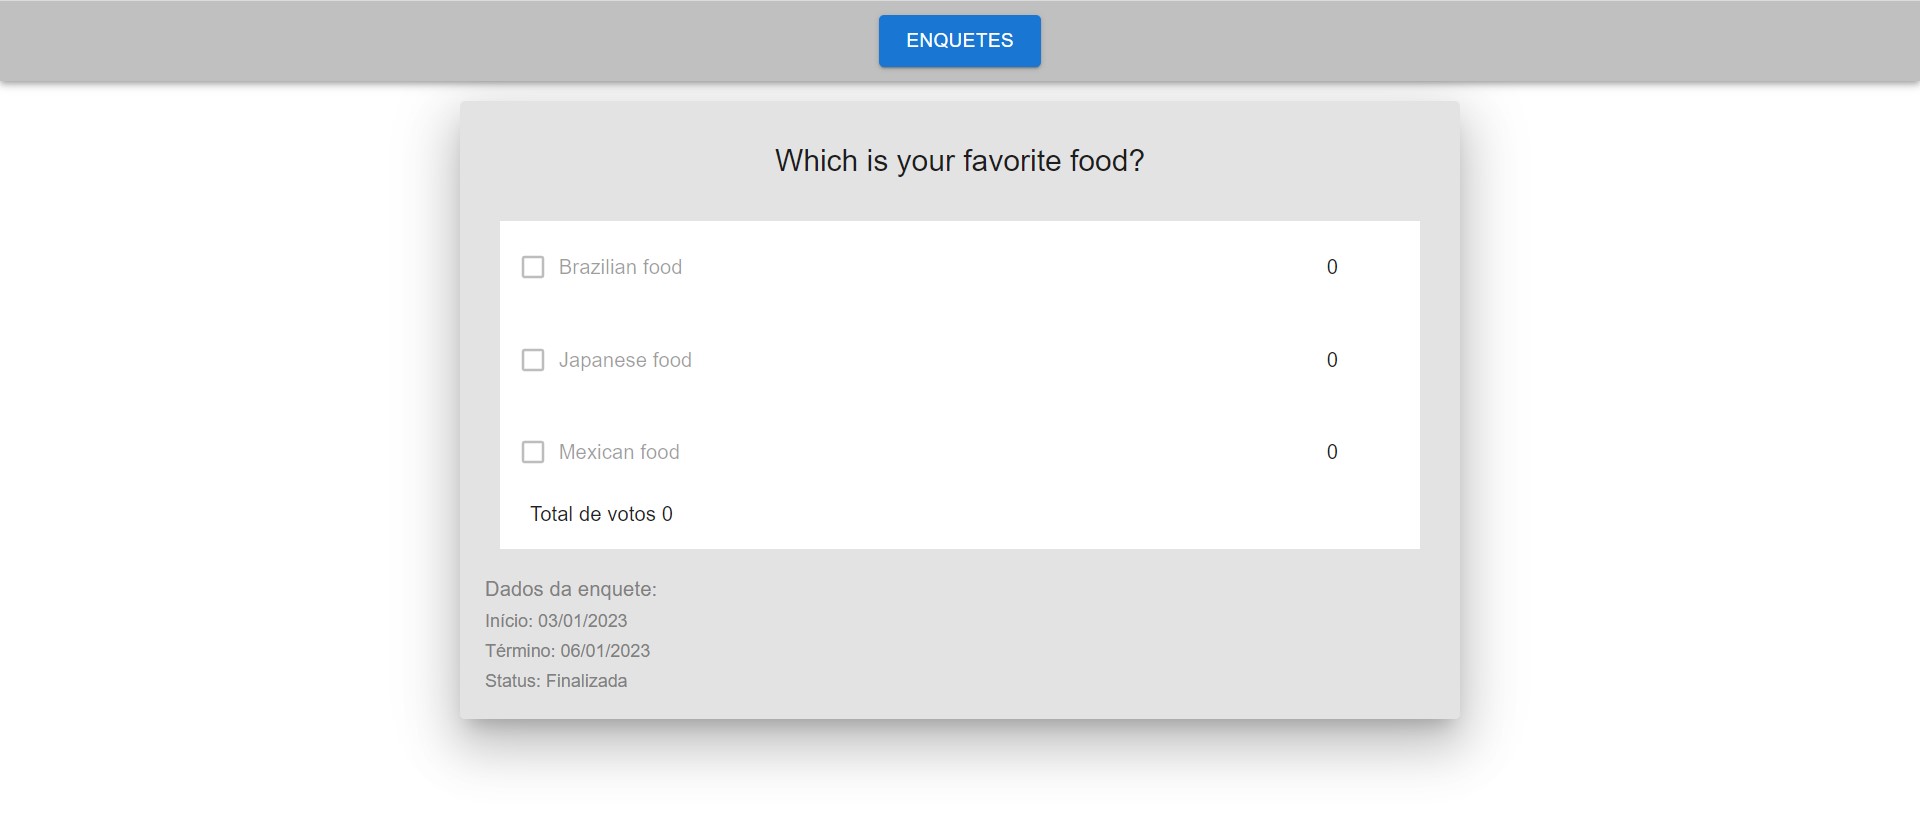 ENQUETES
Which is your favorite food?
Brazilian food 0
Japanese food 0
Mexican food 0
Total de votos 0
Dados da enquete:
Início: 03/01/2023
Término: 06/01/2023
Status: Finalizada